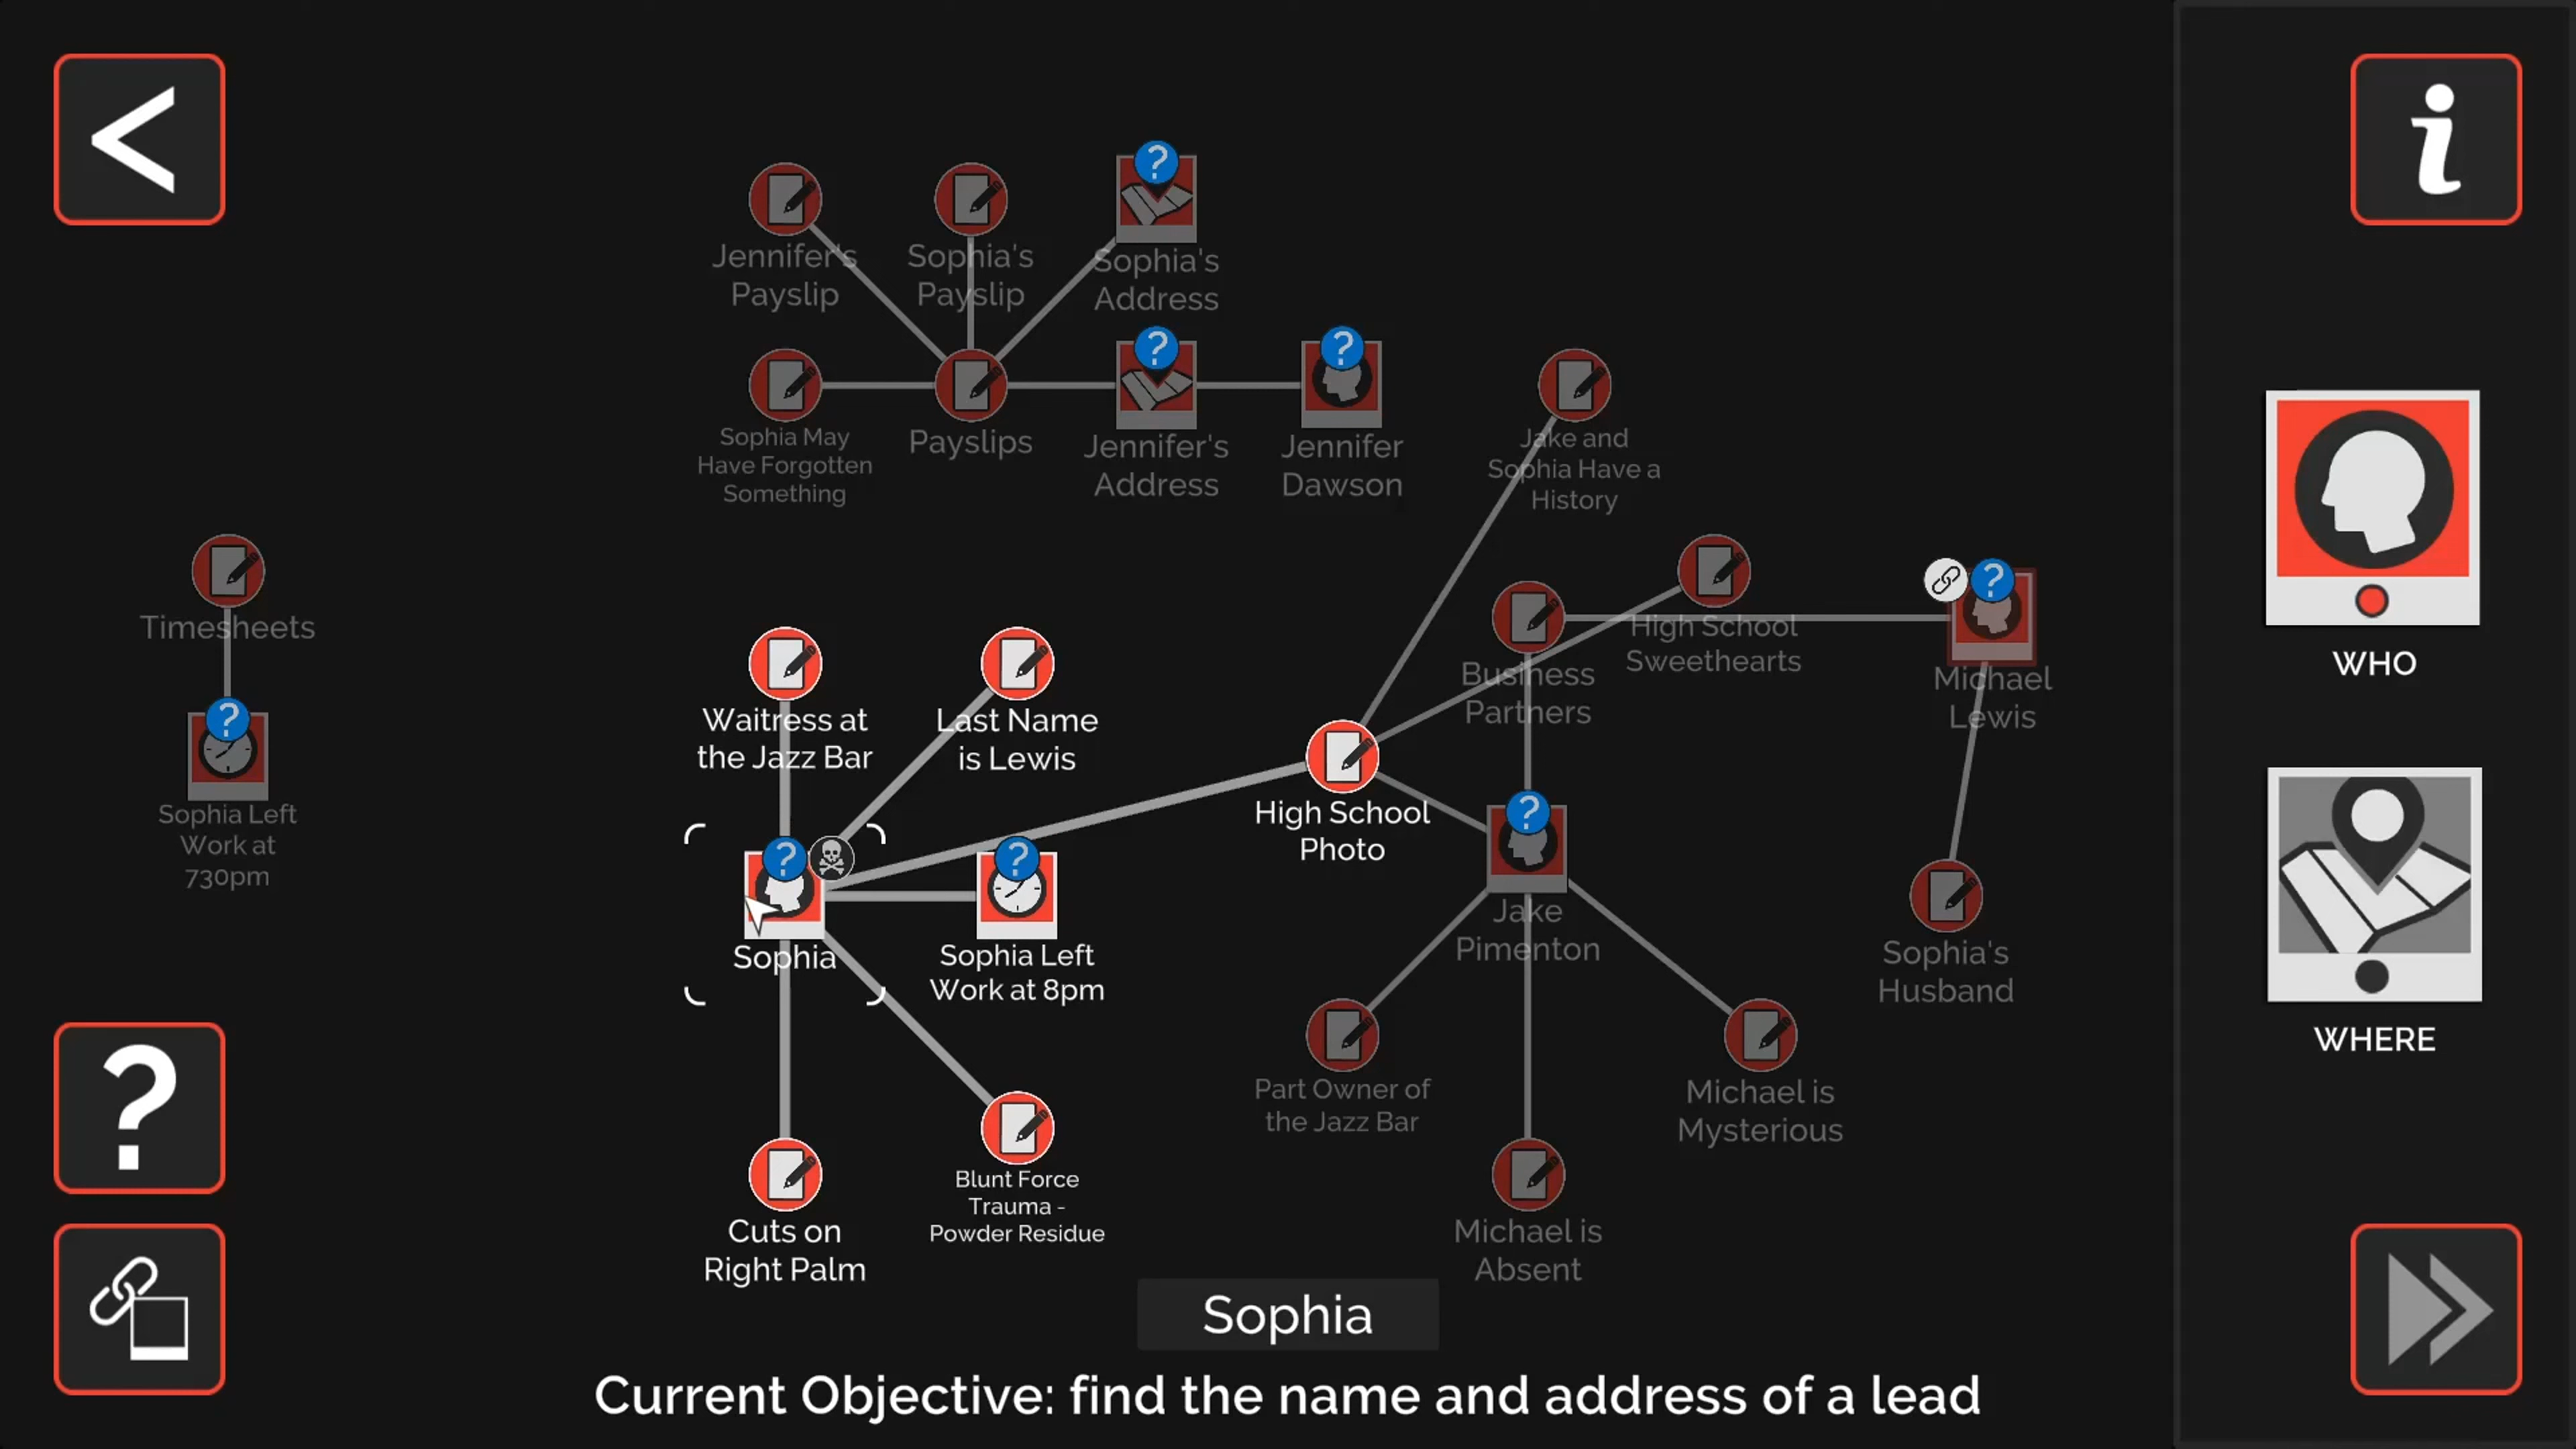 Jennifer's
Payslip
Sophia's
Payslip
Sophia's
Address
Sophia May
Have Forgotten
Something
Payslips
Jennifer's
Address
Jennifer
Dawson
Jake and
Sophia Have a
History
Timesheets
Sophia Left
Work at
730pm
Waitress at
the Jazz Bar
Last Name
is Lewis
High School
Photo
Business
Partners
High School
Sweethearts
Michael
Lewis
WHO
Sophia
Sophia Left
Work at 8pm
Jake
Pimenton
Sophia's
Husband
WHERE
Cuts on
Right Palm
Blunt Force
Trauma -
Powder Residue
Part Owner of
the Jazz Bar
Michael is
Absent
Michael is
Mysterious
Sophia
Current Objective: find the name and address of a lead